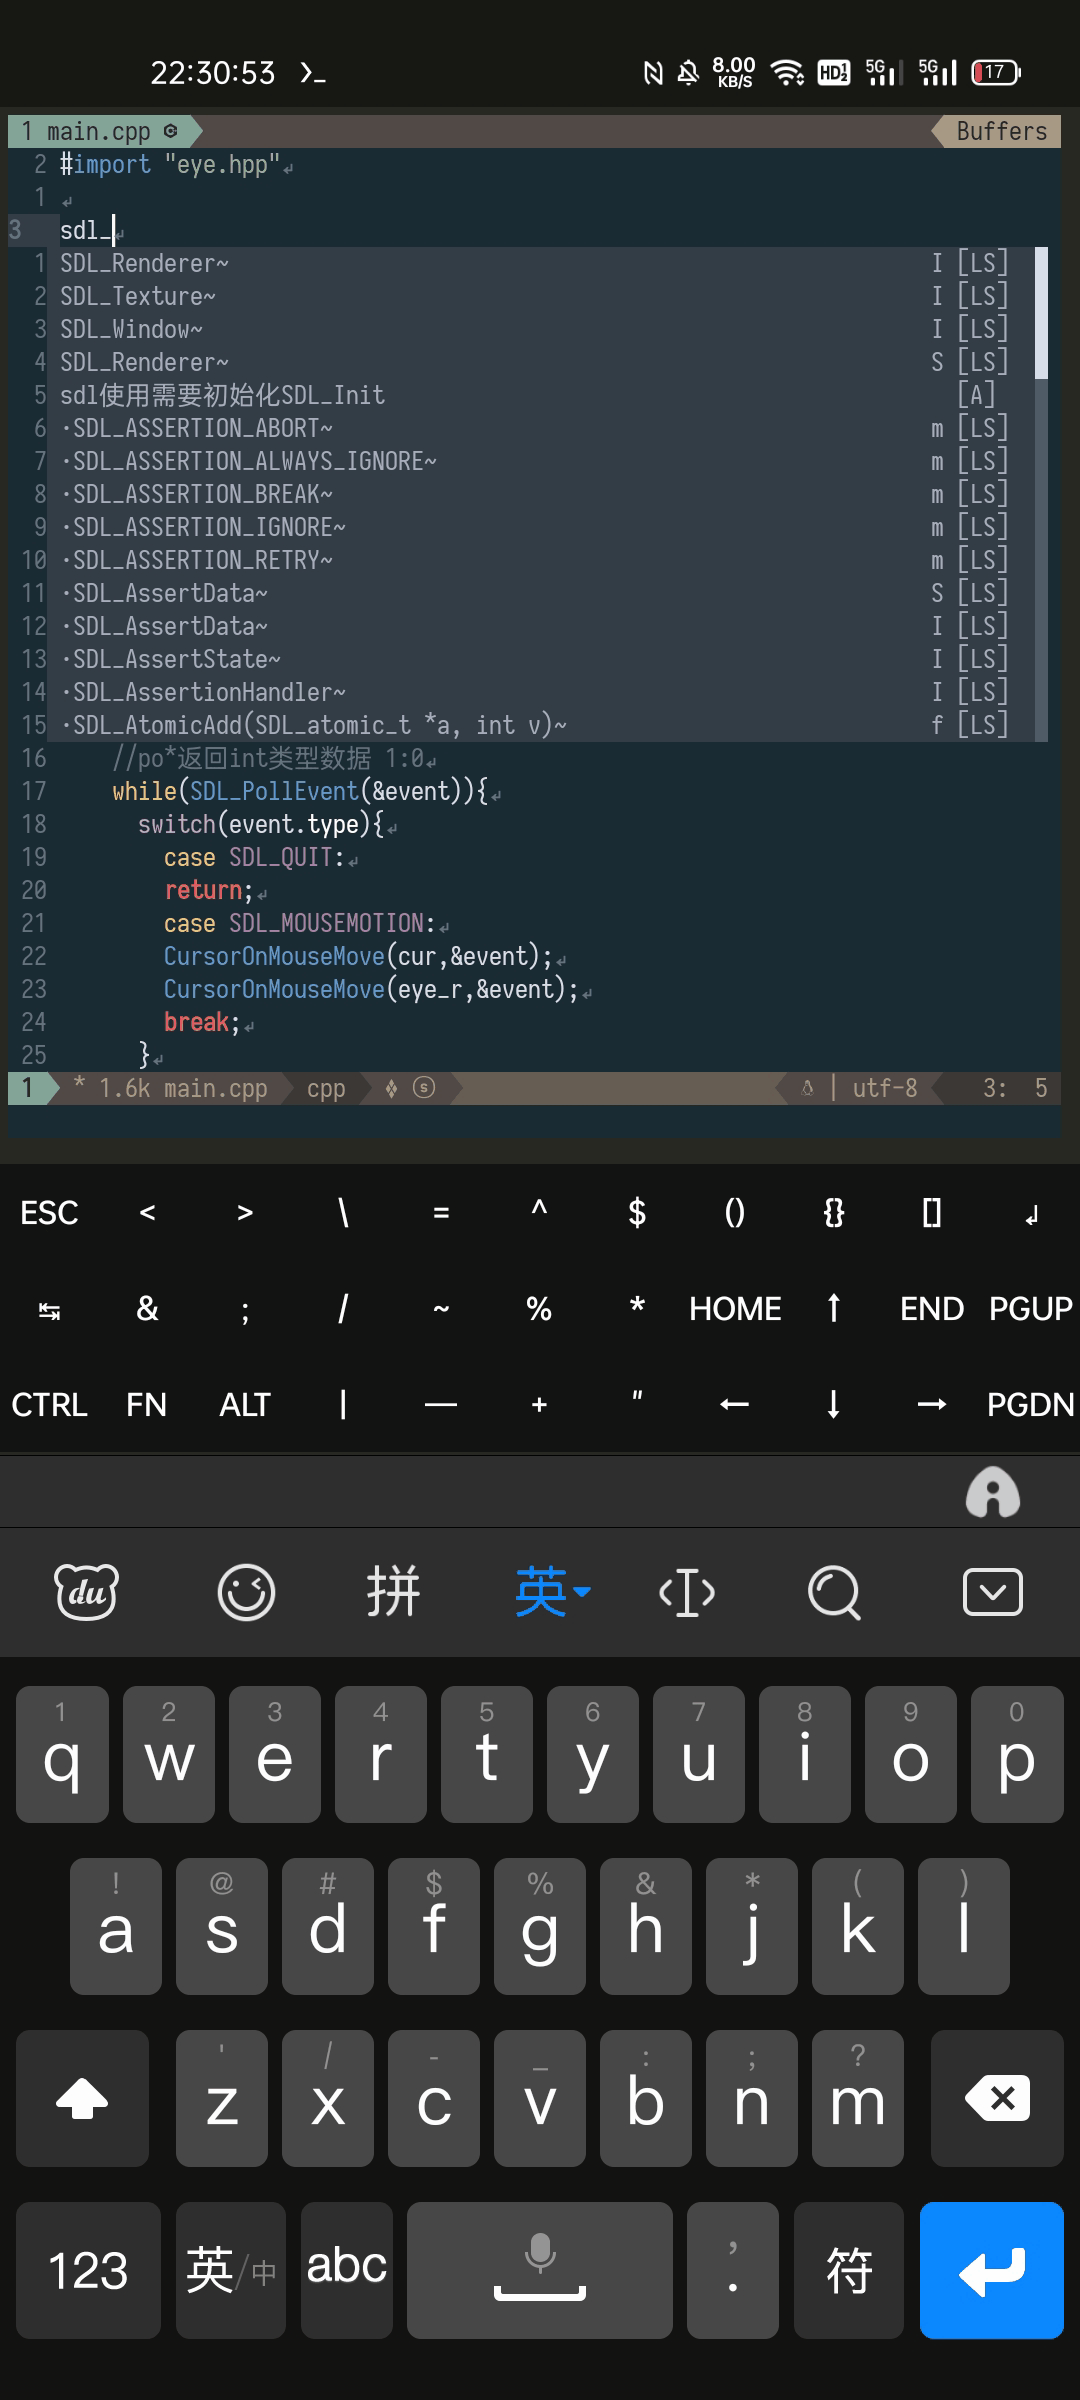 22:30:53 8.00 KB/S HD 1 2 5G 5G 17
1 main.cpp Buffers
2 #import "eye.hpp"
1
3 sdl_
1 SDL_Renderer~ I [LS]
2 SDL_Texture~ I [LS]
3 SDL_Window~ I [LS]
4 SDL_Renderer~ S [LS]
5 sdl使用需要初始化SDL_Init [A]
6 ·SDL_ASSERTION_ABORT~ m [LS]
7 ·SDL_ASSERTION_ALWAYS_IGNORE~ m [LS]
8 ·SDL_ASSERTION_BREAK~ m [LS]
9 ·SDL_ASSERTION_IGNORE~ m [LS]
10 ·SDL_ASSERTION_RETRY~ m [LS]
11 ·SDL_AssertData~ S [LS]
12 ·SDL_AssertData~ I [LS]
13 ·SDL_AssertState~ I [LS]
14 ·SDL_AssertionHandler~ I [LS]
15 ·SDL_AtomicAdd(SDL_atomic_t *a, int v)~ f [LS]
16 //po*返回int类型数据 1:0
17 while(SDL_PollEvent(&event)){
18 switch(event.type){
19 case SDL_QUIT:
20 return;
21 case SDL_MOUSEMOTION:
22 CursorOnMouseMove(cur,&event);
23 CursorOnMouseMove(eye_r,&event);
24 break;
25 }
1 * 1.6k main.cpp cpp ⓢ | utf-8 3: 5
ESC < > \ = ^ $ () {} [] ↲
↹ & ; / ~ % * HOME ↑ END PGUP
CTRL FN ALT | — + " ← ↓ → PGDN
du 拼 英
1 2 3 4 5 6 7 8 9 0
q w e r t y u i o p
! @ # $ % & * ( )
a s d f g h j k l
' / - _ : ; ?
z x c v b n m
123 英/中 abc , . 符